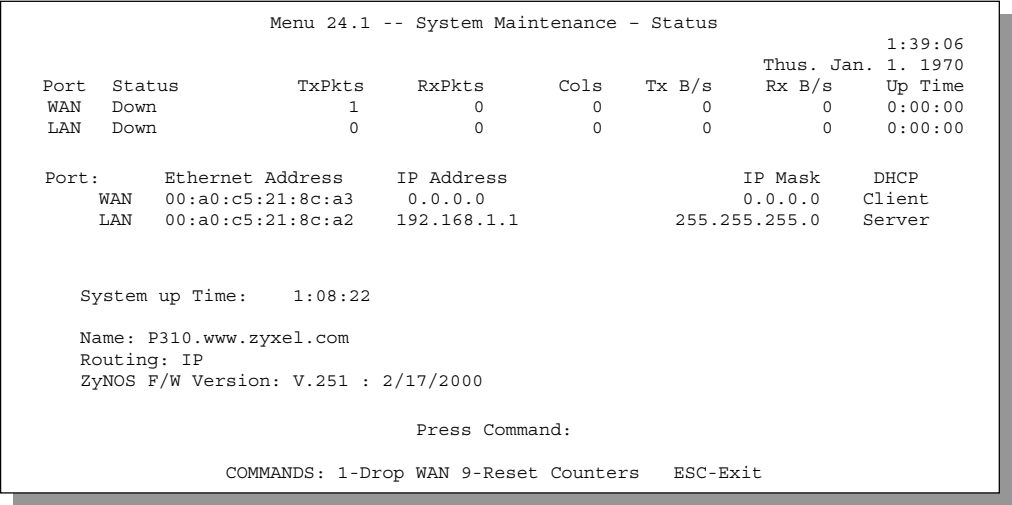 Menu 24.1 -- System Maintenance – Status
1:39:06
Thus. Jan. 1. 1970
Port Status TxPkts RxPkts Cols Tx B/s Rx B/s Up Time
WAN Down 1 0 0 0 0 0:00:00
LAN Down 0 0 0 0 0 0:00:00
Port: Ethernet Address IP Address IP Mask DHCP
WAN 00:a0:c5:21:8c:a3 0.0.0.0 0.0.0.0 Client
LAN 00:a0:c5:21:8c:a2 192.168.1.1 255.255.255.0 Server
System up Time: 1:08:22
Name: P310.www.zyxel.com
Routing: IP
ZyNOS F/W Version: V.251 : 2/17/2000
Press Command:
COMMANDS: 1-Drop WAN 9-Reset Counters ESC-Exit